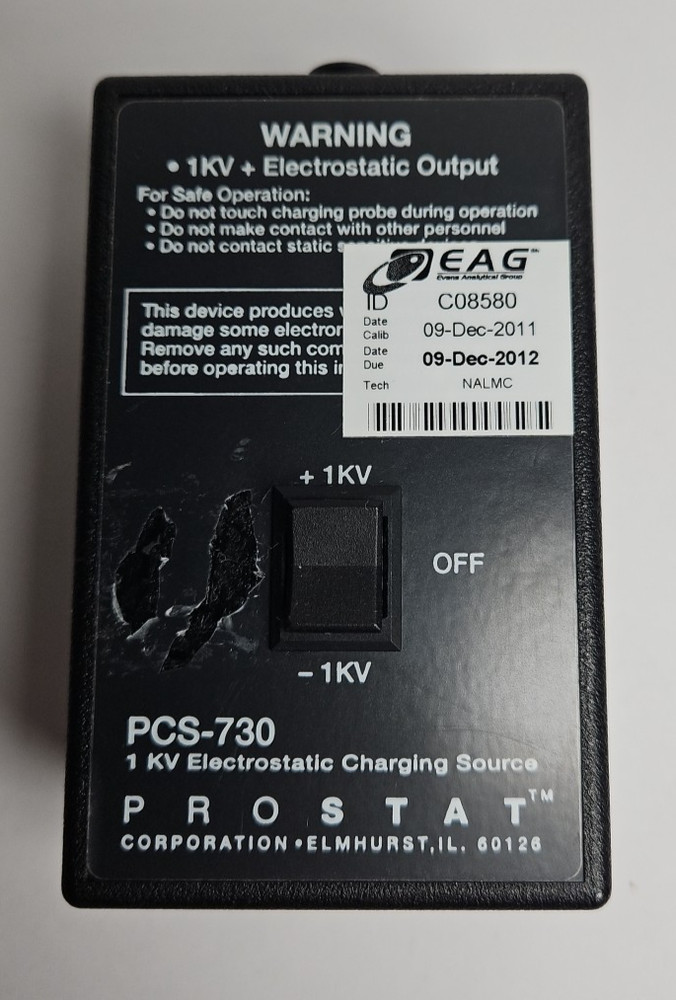 WARNING
• 1KV + Electrostatic Output
For Safe Operation:
• Do not touch charging probe during operation
• Do not make contact with other personnel
• Do not contact static
This device produces
damage some
Remove any such
before operating this
EAG
Evans Analytical Group
ID C08580
Date Calib 09-Dec-2011
Date Due 09-Dec-2012
Tech NALMC
+ 1KV
OFF
– 1KV
PCS-730
1 KV Electrostatic Charging Source
PROSTAT™
CORPORATION • ELMHURST, IL. 60126